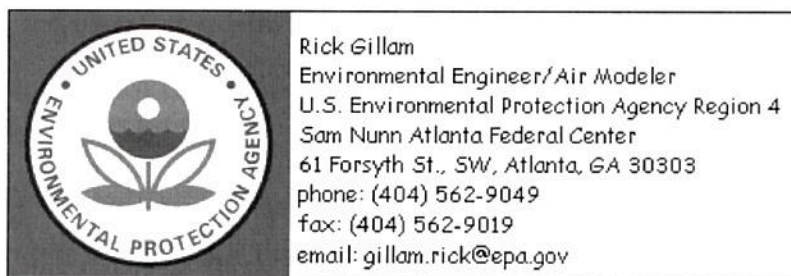 UNITED STATES
ENVIRONMENTAL PROTECTION AGENCY
Rick Gillam
Environmental Engineer/Air Modeler
U.S. Environmental Protection Agency Region 4
Sam Nunn Atlanta Federal Center
61 Forsyth St., SW, Atlanta, GA 30303
phone: (404) 562-9049
fax: (404) 562-9019
email: gillam.rick@epa.gov